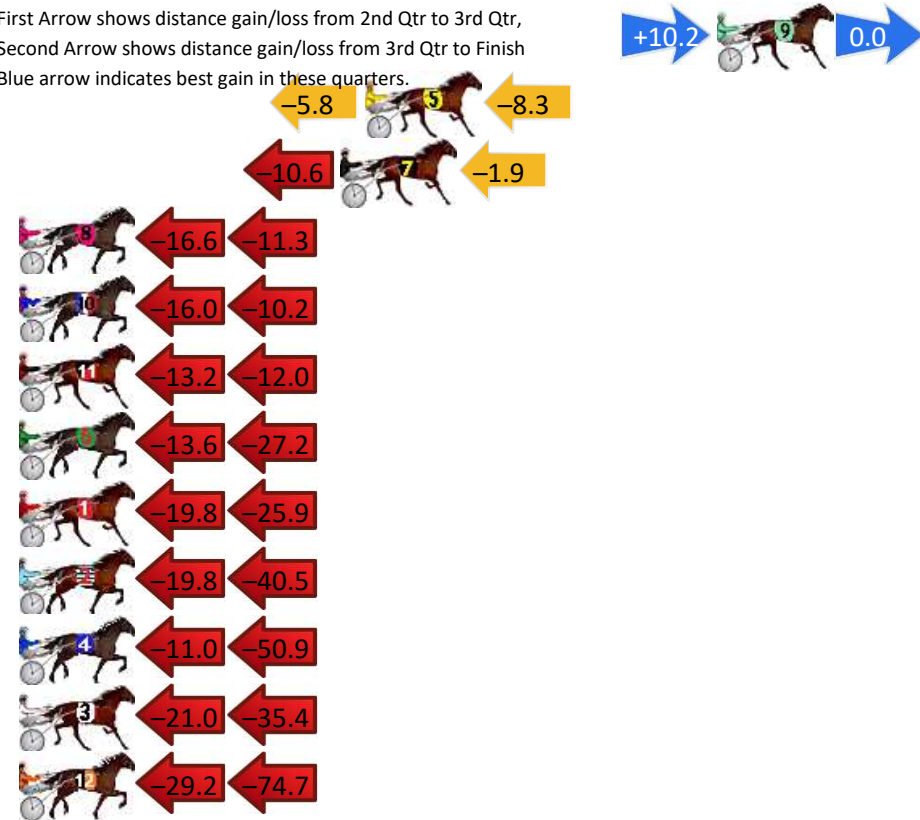 First Arrow shows distance gain/loss from 2nd Qtr to 3rd Qtr,
Second Arrow shows distance gain/loss from 3rd Qtr to Finish
Blue arrow indicates best gain in these quarters.
+10.2 9 0.0
–5.8 5 –8.3
–10.6 7 –1.9
8 –16.6 –11.3
10 –16.0 –10.2
11 –13.2 –12.0
6 –13.6 –27.2
1 –19.8 –25.9
2 –19.8 –40.5
4 –11.0 –50.9
3 –21.0 –35.4
12 –29.2 –74.7